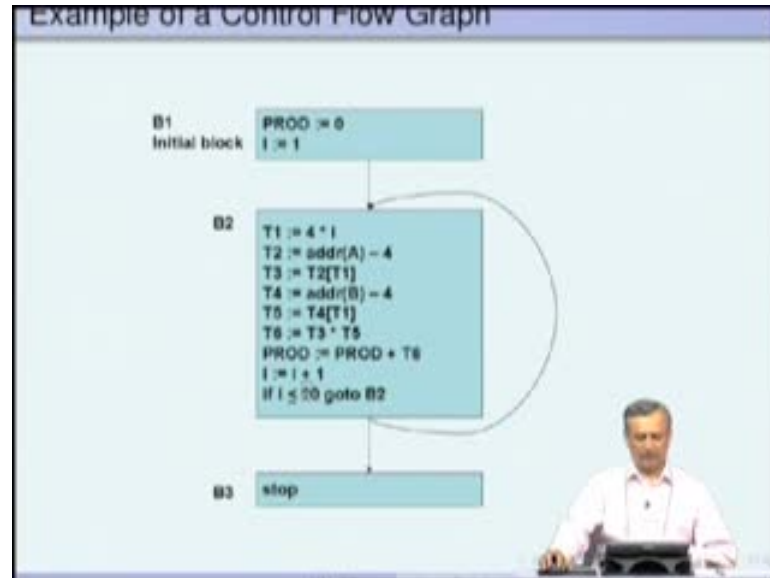 Example of a Control Flow Graph
B1
Initial block
PROD := 0
I := 1
B2
T1 := 4 * I
T2 := addr(A) – 4
T3 := T2[T1]
T4 := addr(B) – 4
T5 := T4[T1]
T6 := T3 * T5
PROD := PROD + T6
I := I + 1
if I ≤ 20 goto B2
B3
stop